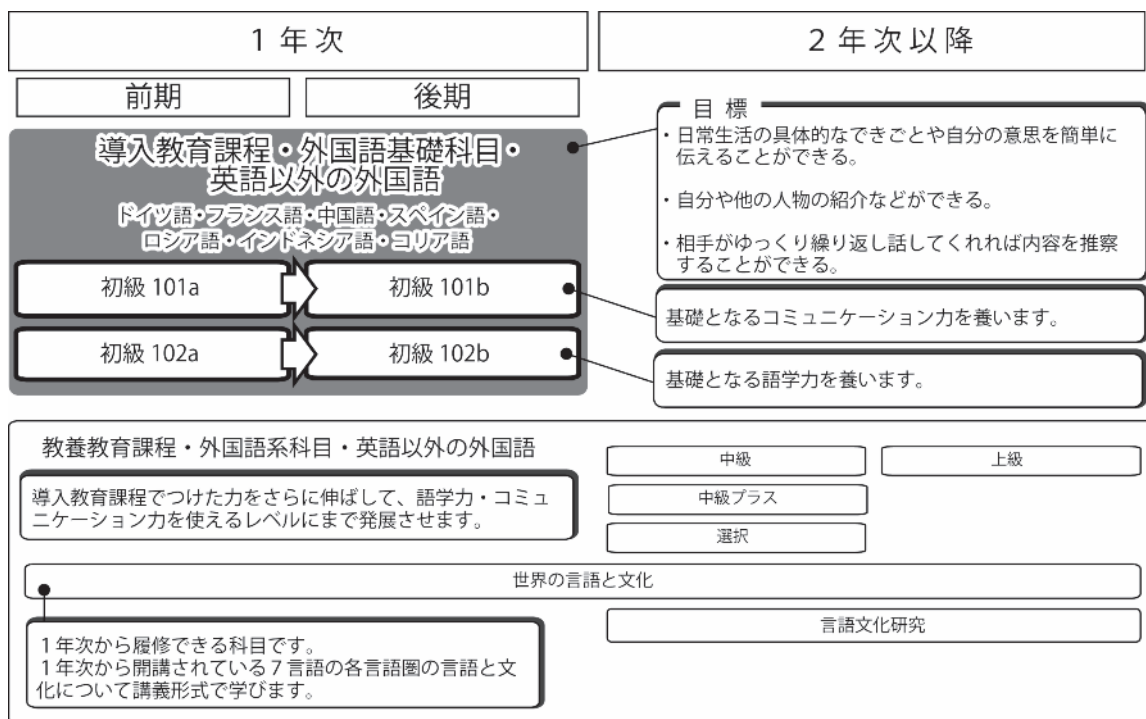 1 年次
2 年次以降
前期
後期
導入教育課程・外国語基礎科目・
英語以外の外国語
ドイツ語・フランス語・中国語・スペイン語・
ロシア語・インドネシア語・コリア語
初級 101a
初級 101b
初級 102a
初級 102b
目 標
・日常生活の具体的なできごとや自分の意思を簡単に
伝えることができる。
・自分や他の人物の紹介などができる。
・相手がゆっくり繰り返し話してくれれば内容を推察
することができる。
基礎となるコミュニケーション力を養います。
基礎となる語学力を養います。
教養教育課程・外国語系科目・英語以外の外国語
導入教育課程でつけた力をさらに伸ばして、語学力・コミュ
ニケーション力を使えるレベルにまで発展させます。
中級
上級
中級プラス
選択
世界の言語と文化
1年次から履修できる科目です。
1年次から開講されている7言語の各言語圏の言語と文
化について講義形式で学びます。
言語文化研究